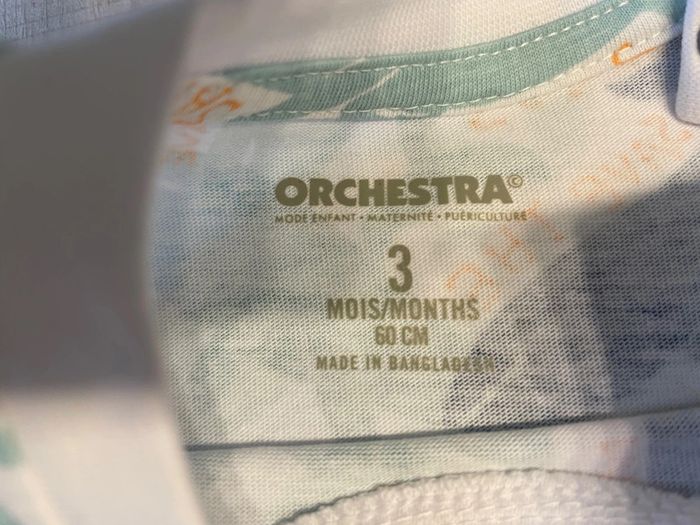 ORCHESTRA©
MODE ENFANT • MATERNITÉ • PUÉRICULTURE
3
MOIS/MONTHS
60 CM
MADE IN BANGLADESH